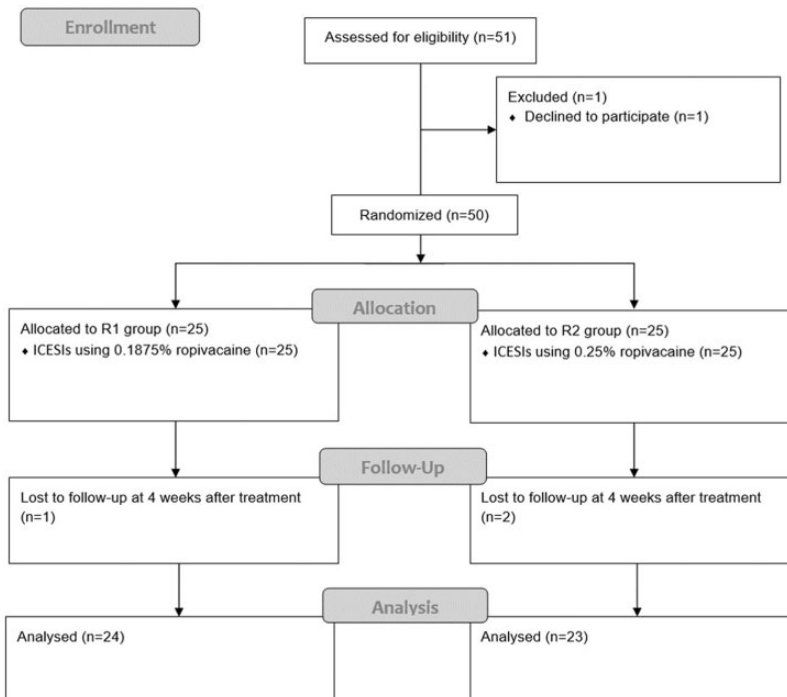 Enrollment
Assessed for eligibility (n=51)
Excluded (n=1)
♦ Declined to participate (n=1)
Randomized (n=50)
Allocation
Allocated to R1 group (n=25)
♦ ICESIs using 0.1875% ropivacaine (n=25)
Allocated to R2 group (n=25)
♦ ICESIs using 0.25% ropivacaine (n=25)
Follow-Up
Lost to follow-up at 4 weeks after treatment
(n=1)
Lost to follow-up at 4 weeks after treatment
(n=2)
Analysis
Analysed (n=24)
Analysed (n=23)